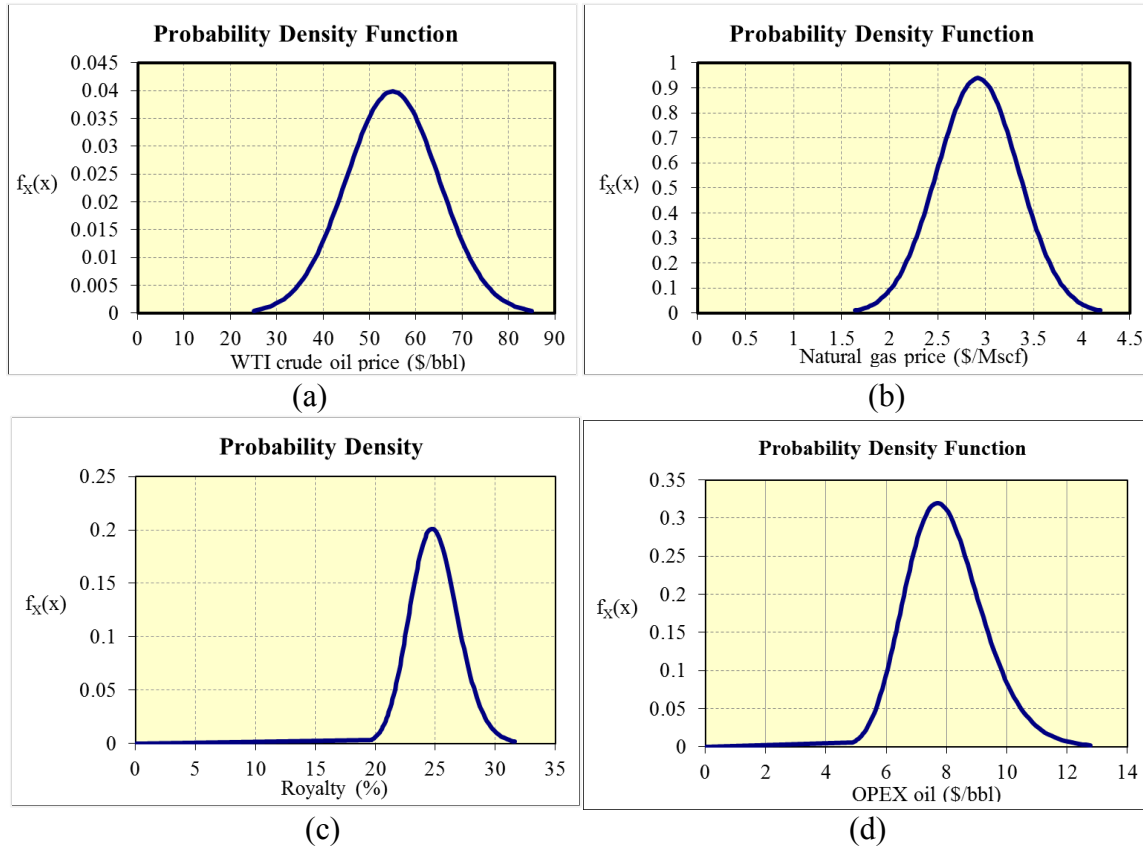 Probability Density Function
0.045
0.04
0.035
0.03
0.025
0.02
0.015
0.01
0.005
0
f_X(x)
0 10 20 30 40 50 60 70 80 90
WTI crude oil price ($/bbl)
(a)
Probability Density Function
1
0.9
0.8
0.7
0.6
0.5
0.4
0.3
0.2
0.1
0
f_X(x)
0 0.5 1 1.5 2 2.5 3 3.5 4 4.5
Natural gas price ($/Mscf)
(b)
Probability Density
0.25
0.2
0.15
0.1
0.05
0
f_X(x)
0 5 10 15 20 25 30 35
Royalty (%)
(c)
Probability Density Function
0.35
0.3
0.25
0.2
0.15
0.1
0.05
0
f_X(x)
0 2 4 6 8 10 12 14
OPEX oil ($/bbl)
(d)